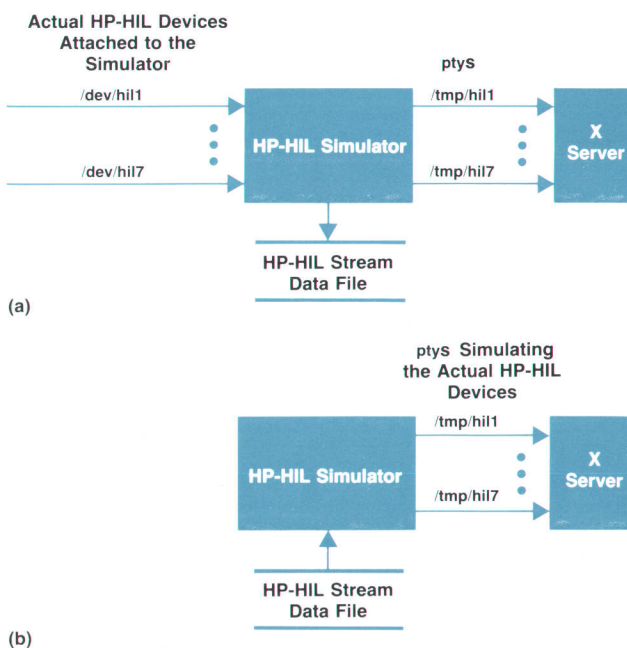 Actual HP-HIL Devices
Attached to the
Simulator
ptys
/dev/hil1
/tmp/hil1
HP-HIL Simulator
X
Server
/dev/hil7
/tmp/hil7
HP-HIL Stream
Data File
(a)
ptys Simulating
the Actual HP-HIL
Devices
/tmp/hil1
HP-HIL Simulator
X
Server
/tmp/hil7
HP-HIL Stream
Data File
(b)